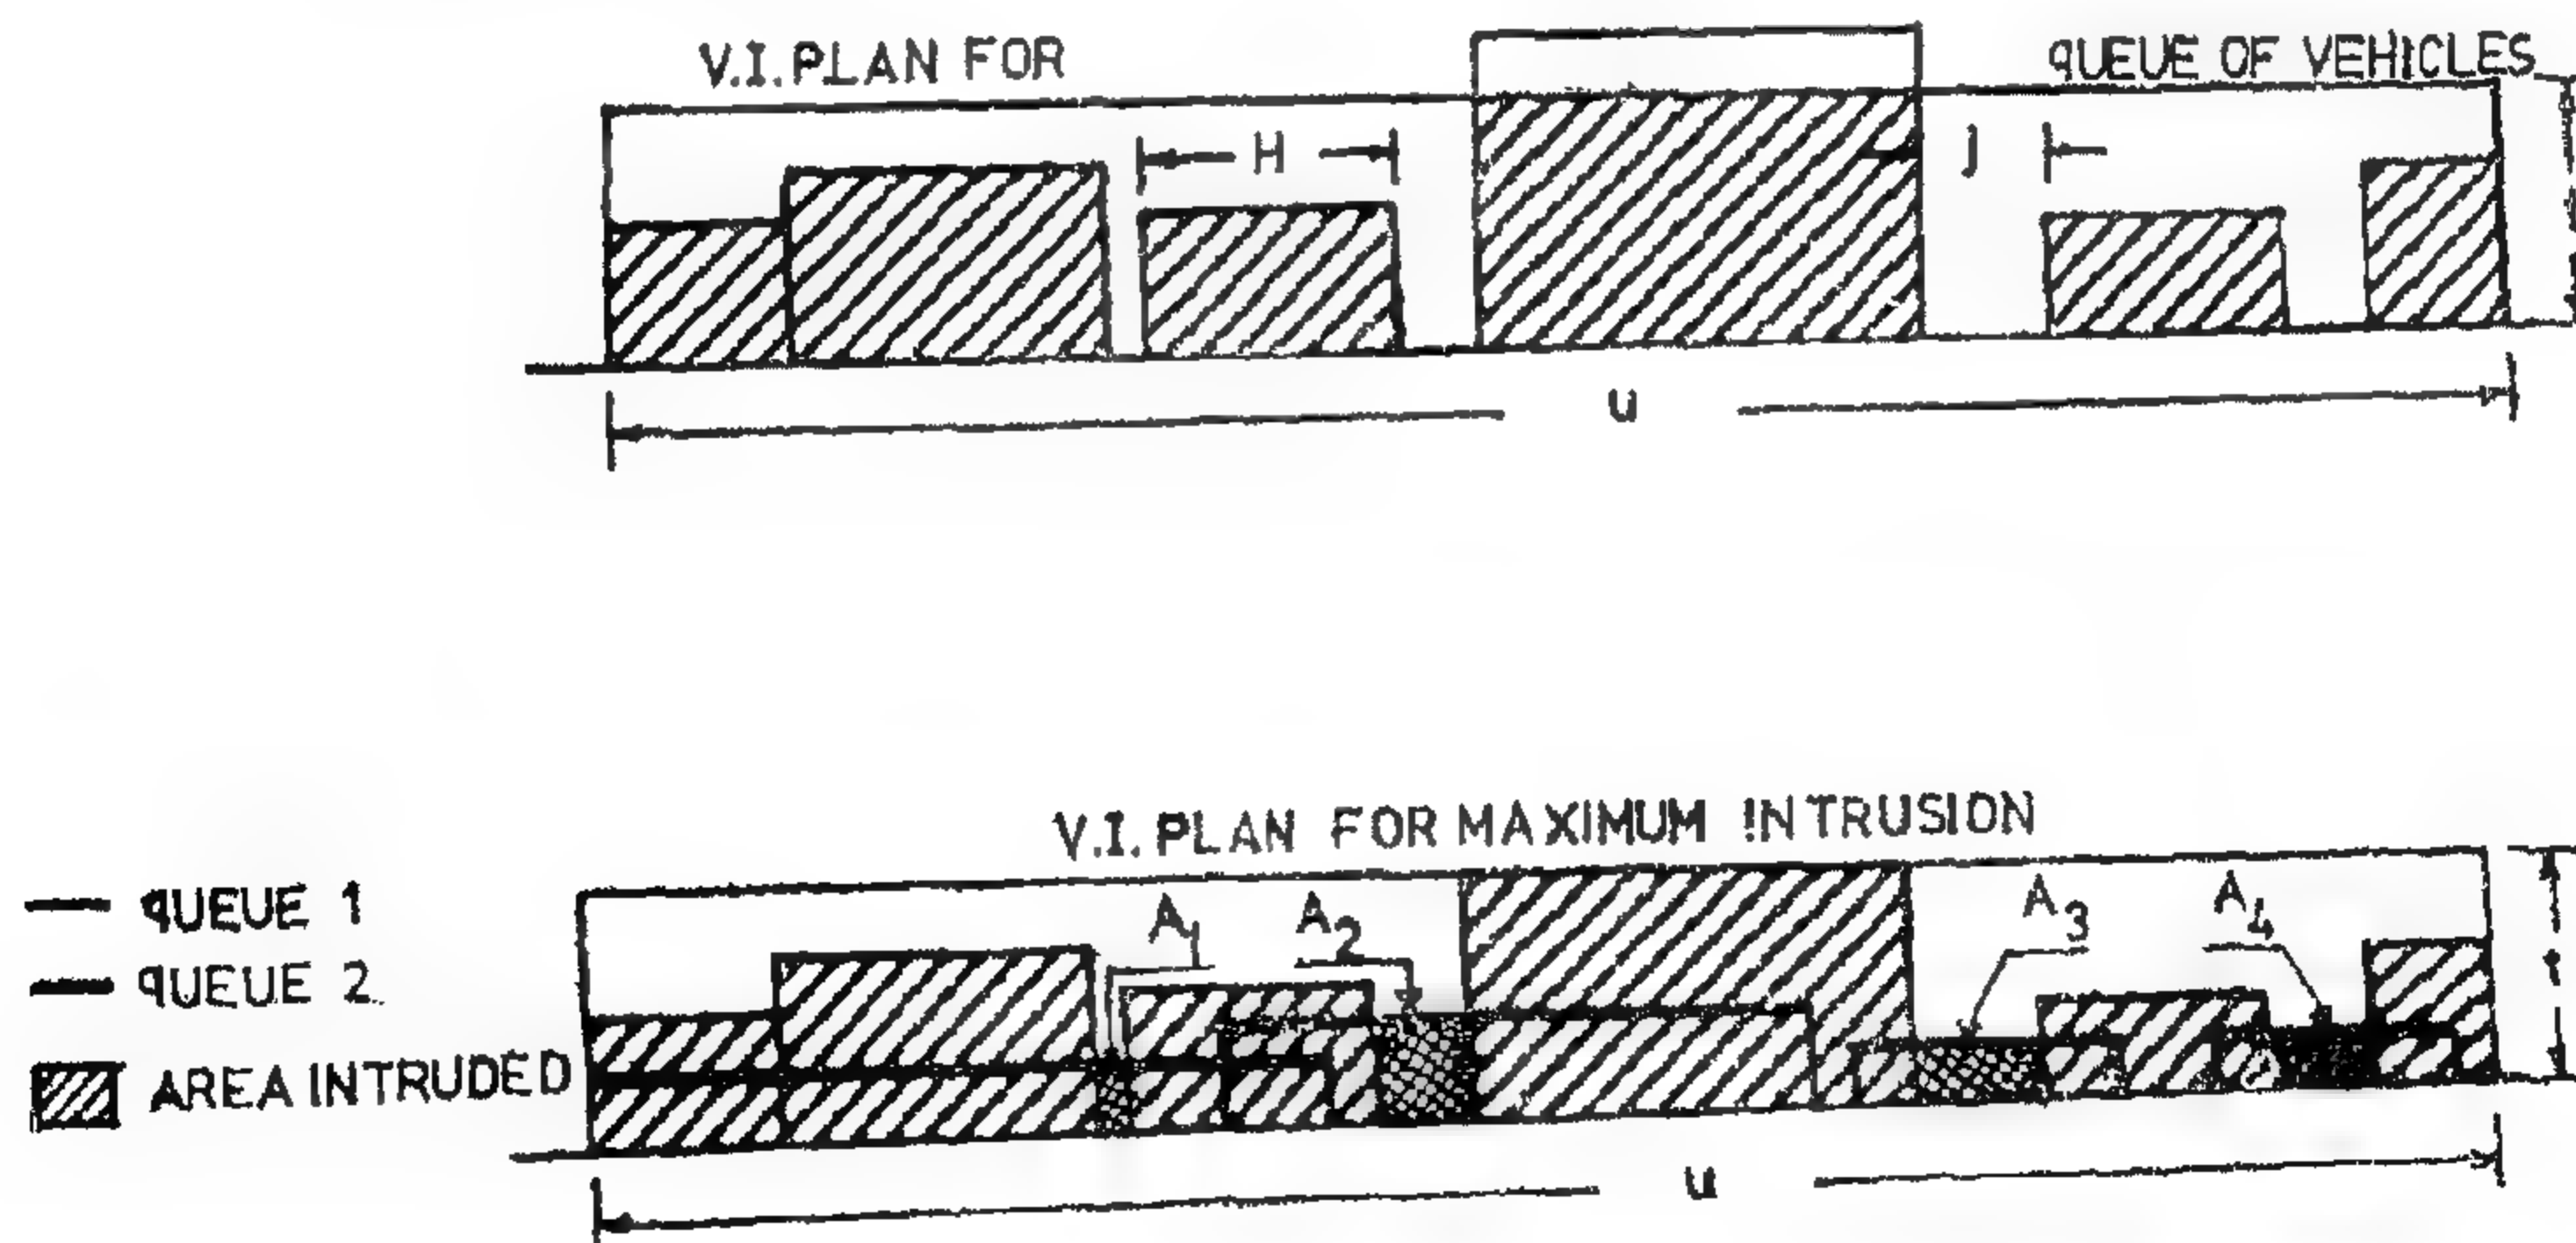 V.I. PLAN FOR qUEUE OF VEHICLES
H
J
u
V.I. PLAN FOR MAXIMUM INTRUSION
A1 A2 A3 A4
qUEUE 1
qUEUE 2
AREA INTRUDED
t
u